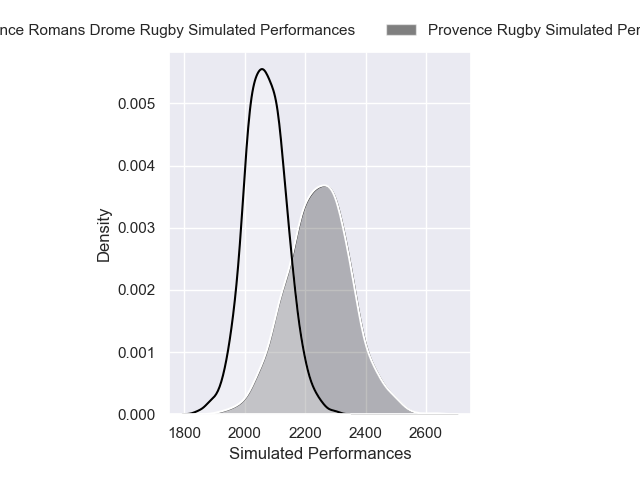 nce Romans Drome Rugby Simulated Performances Provence Rugby Simulated Per
0.005
0.004
0.003
0.002
0.001
0.000
Density
1800 2000 2200 2400 2600
Simulated Performances